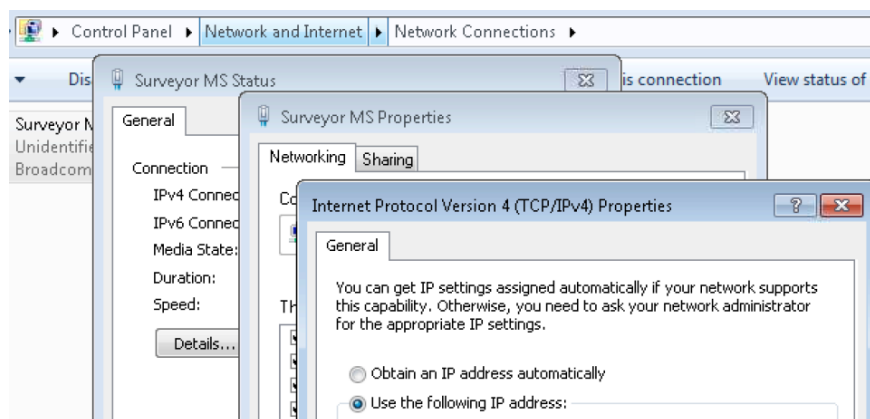 Control Panel Network and Internet Network Connections
Surveyor MS Status
is connection View status of
Surveyor
Unidentifie
Broadcom
General
Connection
IPv4 Connec
IPv6 Connec
Media State:
Duration:
Speed:
Details...
Surveyor MS Properties
Networking Sharing
Internet Protocol Version 4 (TCP/IPv4) Properties
General
You can get IP settings assigned automatically if your network supports
this capability. Otherwise, you need to ask your network administrator
for the appropriate IP settings.
Obtain an IP address automatically
Use the following IP address: